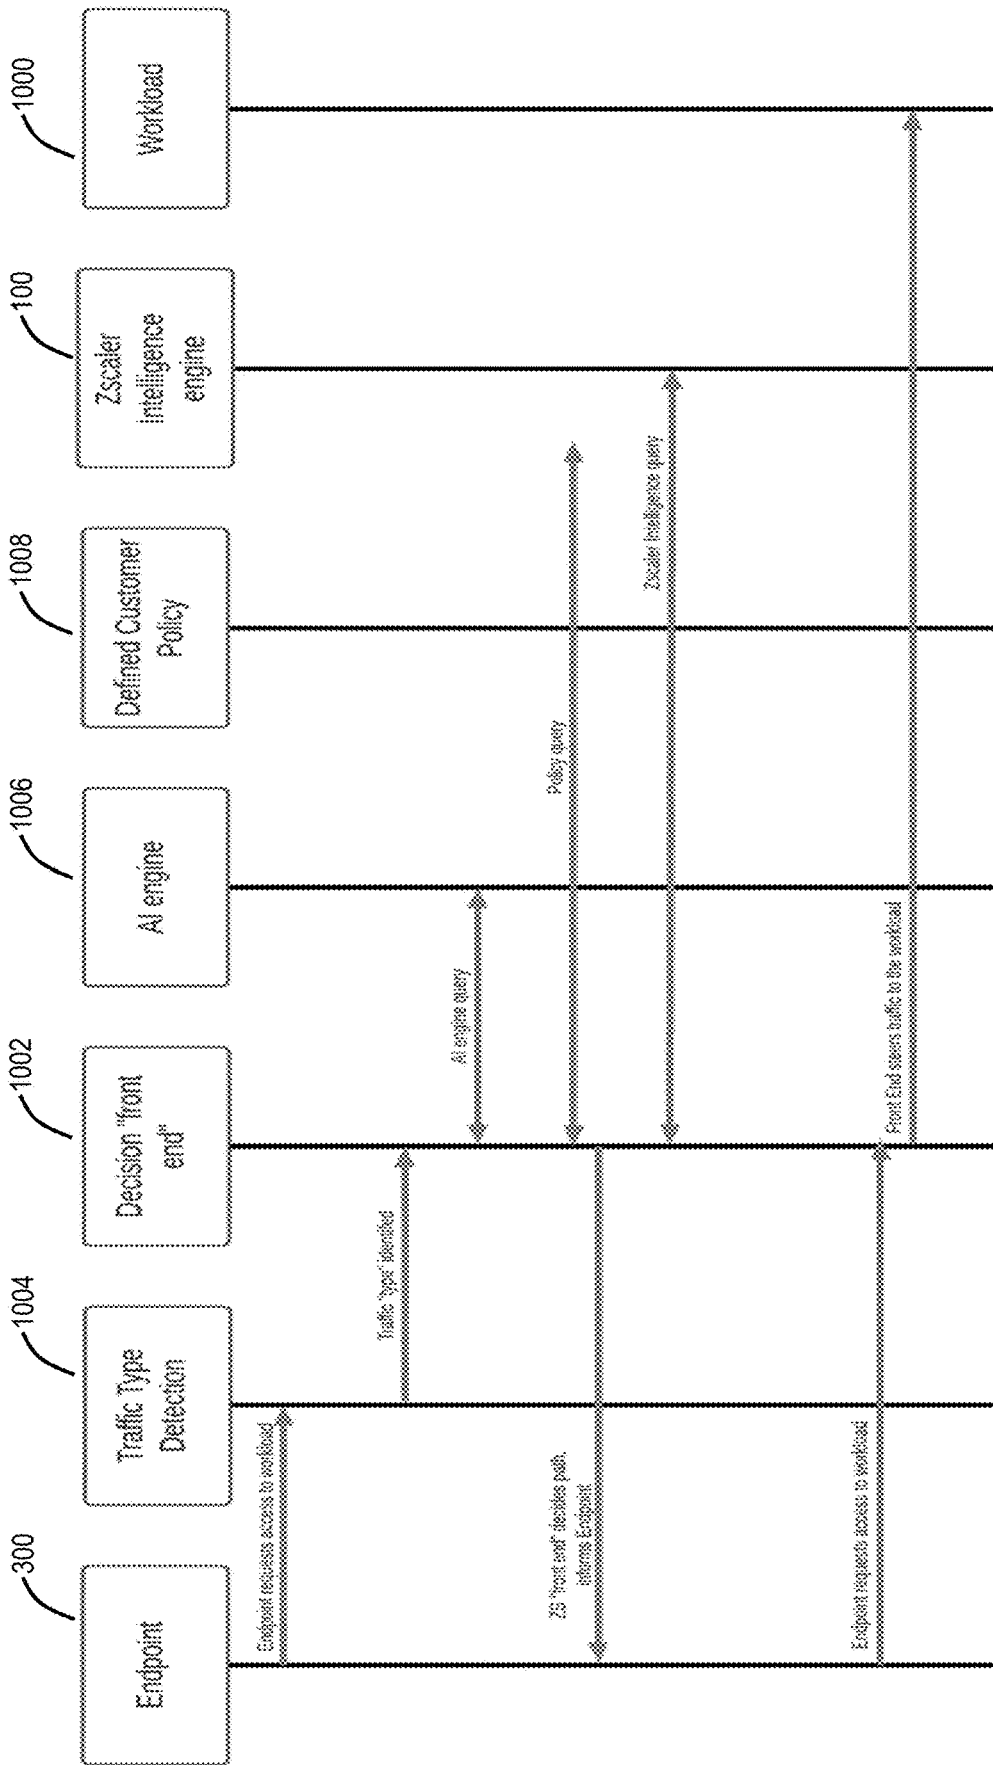 300
Endpoint
1004
Traffic Type
Detection
1002
Decision "front
end"
1006
AI engine
1008
Defined Customer
Policy
100
Zscaler
intelligence
engine
1000
Workload
Endpoint requests access to workload
Traffic 'type' identified
AI engine query
Policy query
ZS 'front end' decides path,
informs Endpoint
Zscaler Intelligence query
Endpoint requests access to workload
Front End steers traffic to the workload